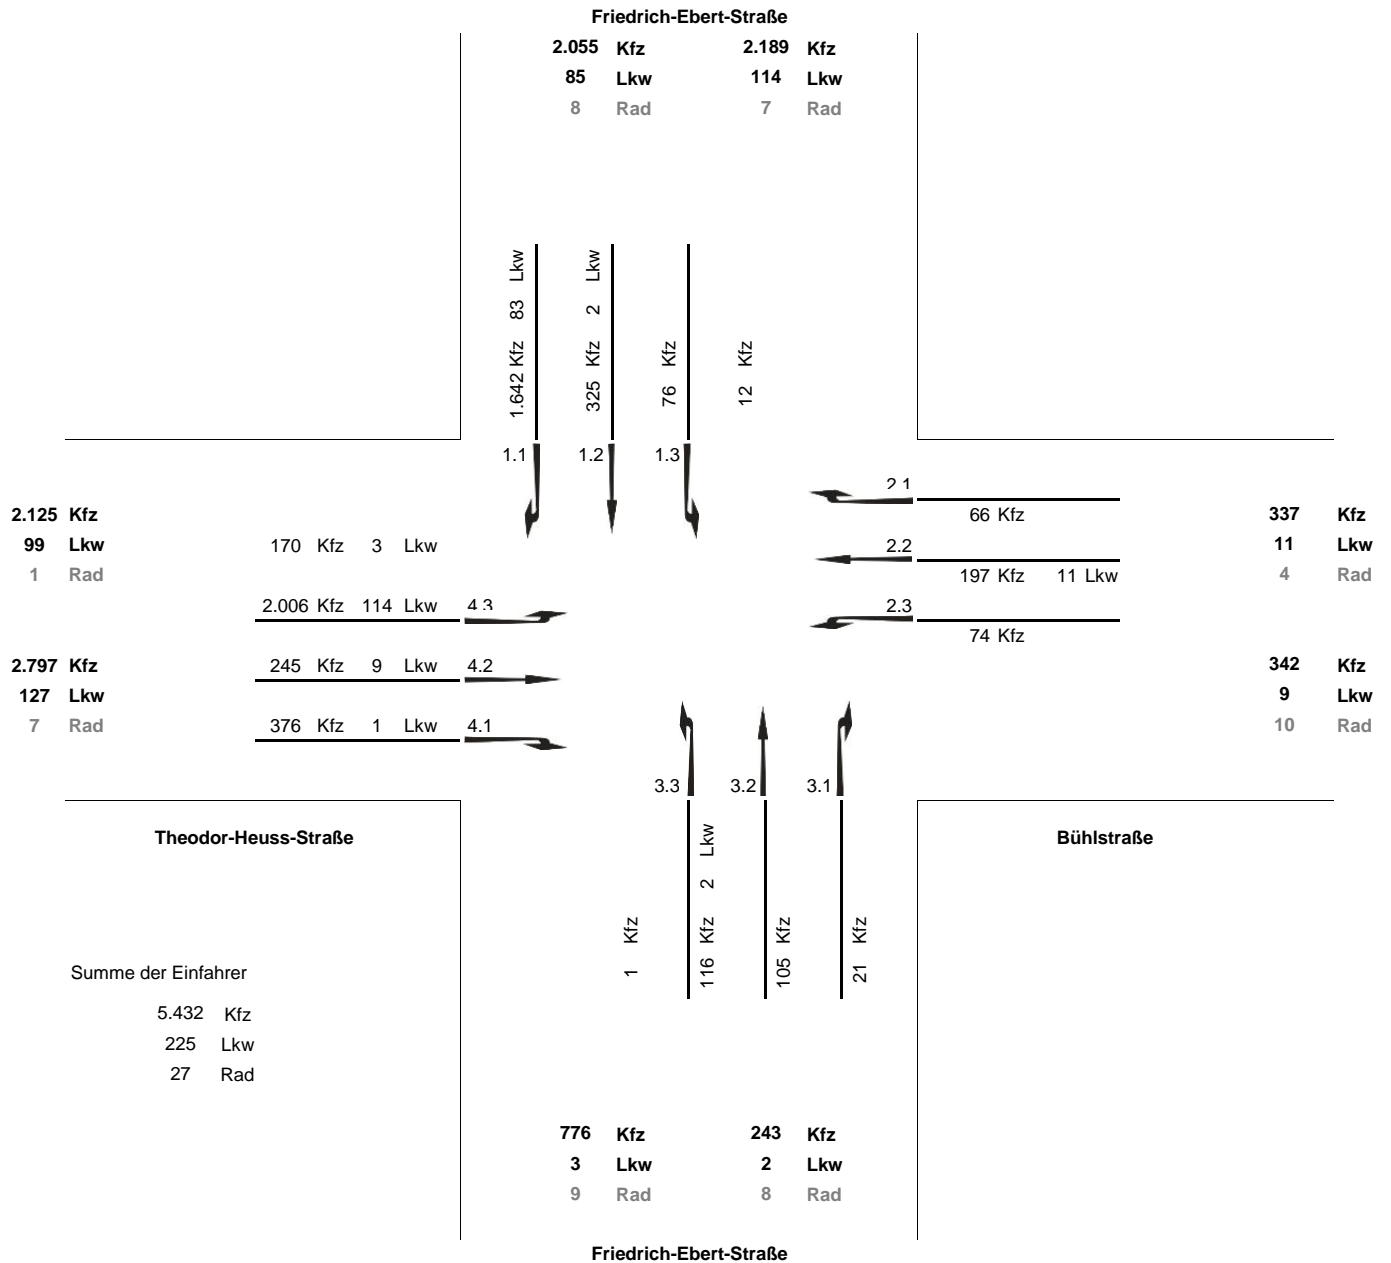 Friedrich-Ebert-Straße
2.055 Kfz 2.189 Kfz
85 Lkw 114 Lkw
8 Rad 7 Rad
1.642 Kfz 83 Lkw
325 Kfz 2 Lkw
76 Kfz
12 Kfz
1.1 1.2 1.3
2.125 Kfz
99 Lkw
1 Rad
170 Kfz 3 Lkw
2.006 Kfz 114 Lkw 4.3
2.797 Kfz
127 Lkw
7 Rad
245 Kfz 9 Lkw 4.2
376 Kfz 1 Lkw 4.1
2.1
66 Kfz
2.2
197 Kfz 11 Lkw
2.3
74 Kfz
337 Kfz
11 Lkw
4 Rad
342 Kfz
9 Lkw
10 Rad
3.3 3.2 3.1
1 Kfz
116 Kfz 2 Lkw
105 Kfz
21 Kfz
Theodor-Heuss-Straße
Bühlstraße
Summe der Einfahrer
5.432 Kfz
225 Lkw
27 Rad
776 Kfz 243 Kfz
3 Lkw 2 Lkw
9 Rad 8 Rad
Friedrich-Ebert-Straße